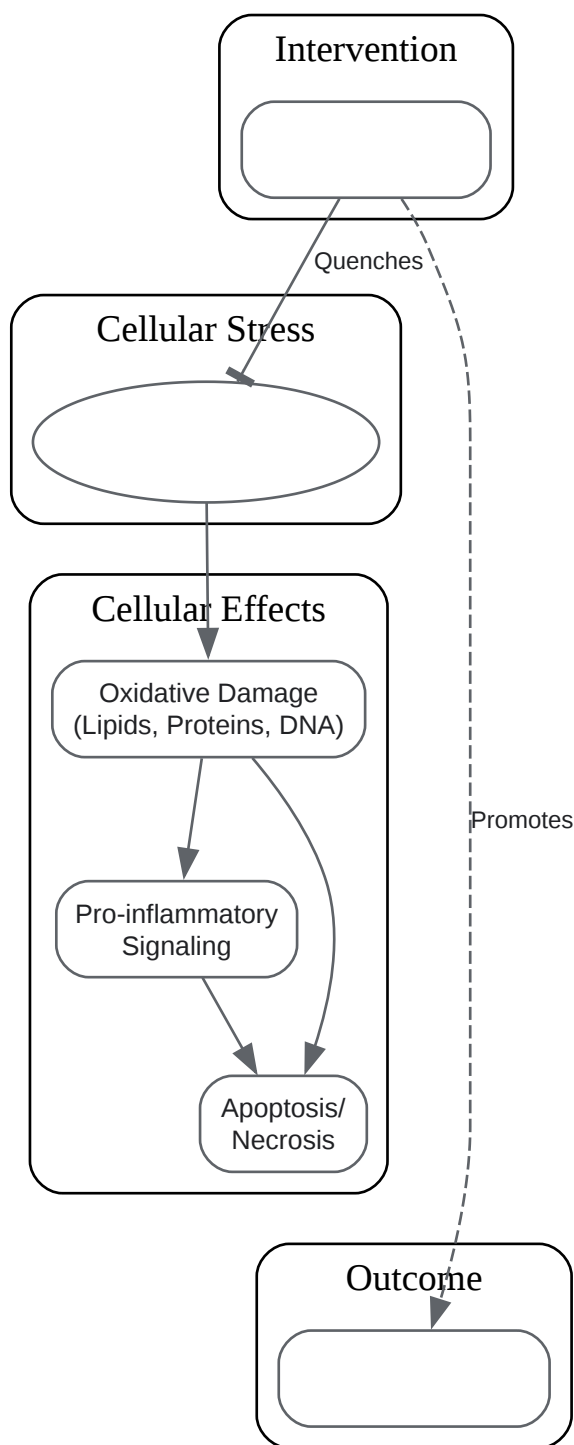 Intervention
Quenches
Cellular Stress
Cellular Effects
Oxidative Damage
(Lipids, Proteins, DNA)
Promotes
Pro-inflammatory
Signaling
Apoptosis/
Necrosis
Outcome